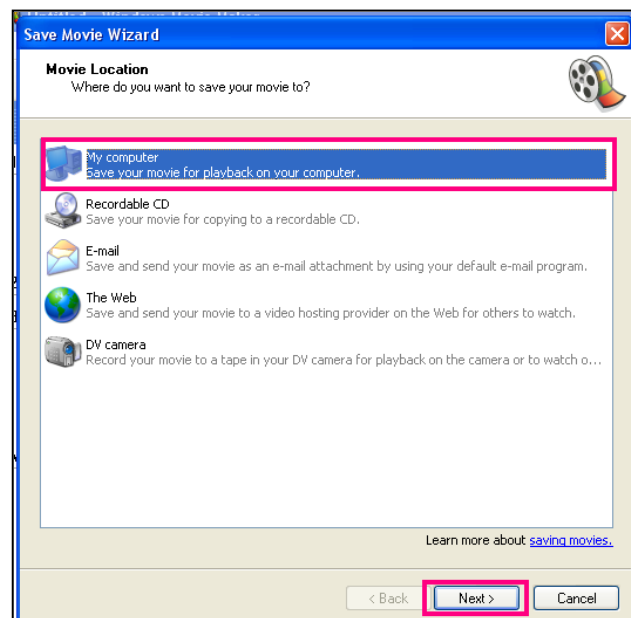 Save Movie Wizard
Movie Location
Where do you want to save your movie to?
My computer
Save your movie for playback on your computer.
Recordable CD
Save your movie for copying to a recordable CD.
E-mail
Save and send your movie as an e-mail attachment by using your default e-mail program.
The Web
Save and send your movie to a video hosting provider on the Web for others to watch.
DV camera
Record your movie to a tape in your DV camera for playback on the camera or to watch o...
Learn more about saving movies.
< Back Next > Cancel